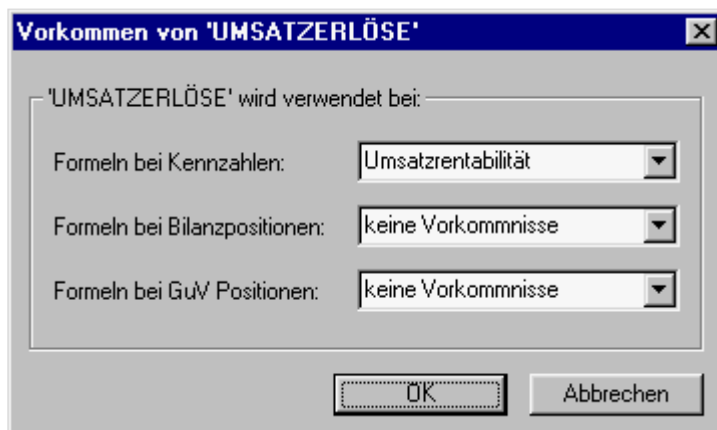 Vorkommen von 'UMSATZERLÖSE'
'UMSATZERLÖSE' wird verwendet bei:
Formeln bei Kennzahlen: Umsatzrentabilität
Formeln bei Bilanzpositionen: keine Vorkommnisse
Formeln bei GuV Positionen: keine Vorkommnisse
OK Abbrechen